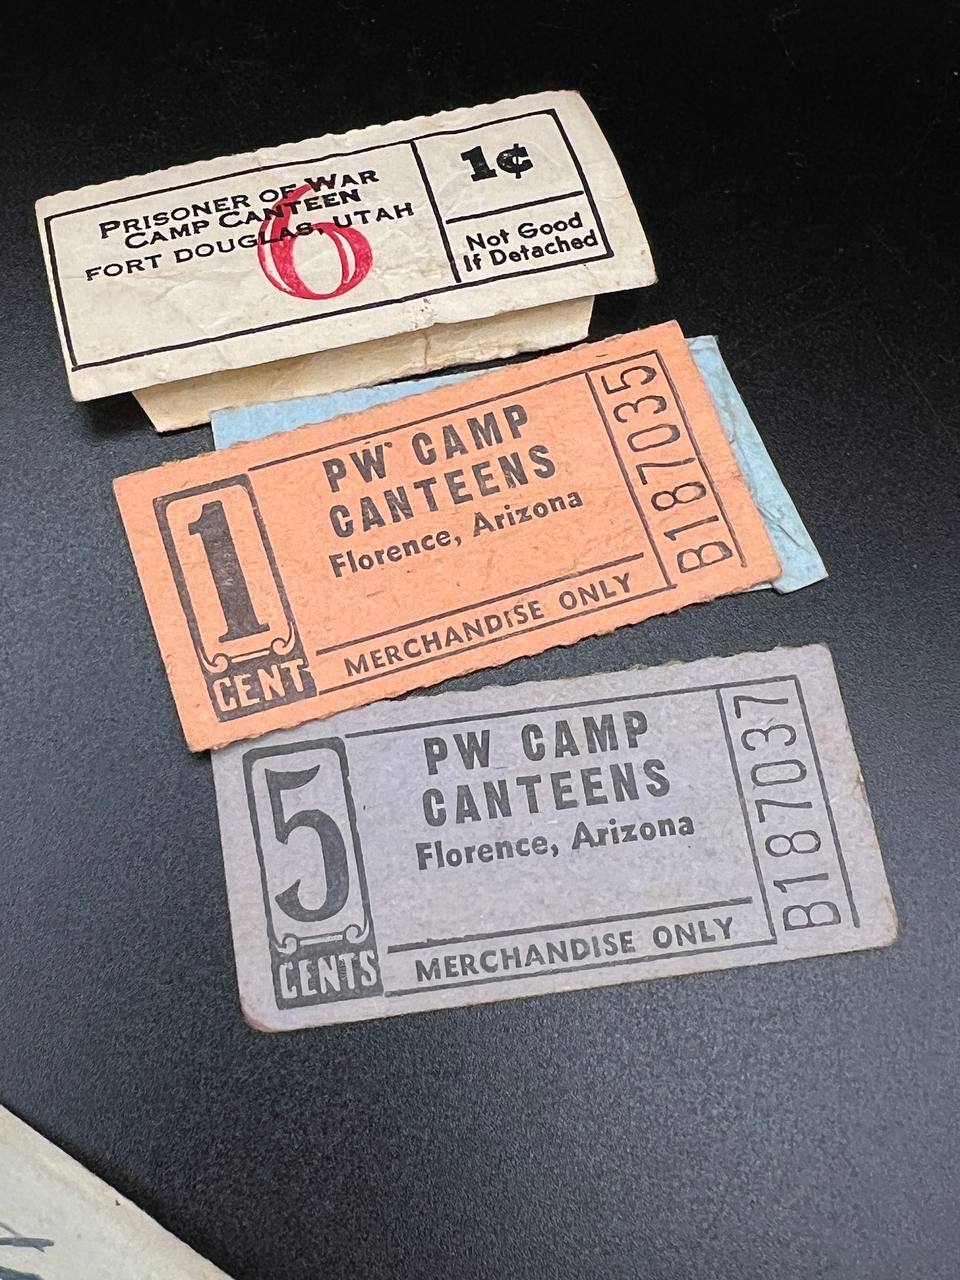 PRISONER OF WAR
CAMP CANTEEN
FORT DOUGLAS, UTAH
6
1¢
Not Good
If Detached
1
CENT
PW CAMP
CANTEENS
Florence, Arizona
MERCHANDISE ONLY
B187035
5
CENTS
PW CAMP
CANTEENS
Florence, Arizona
MERCHANDISE ONLY
B187037